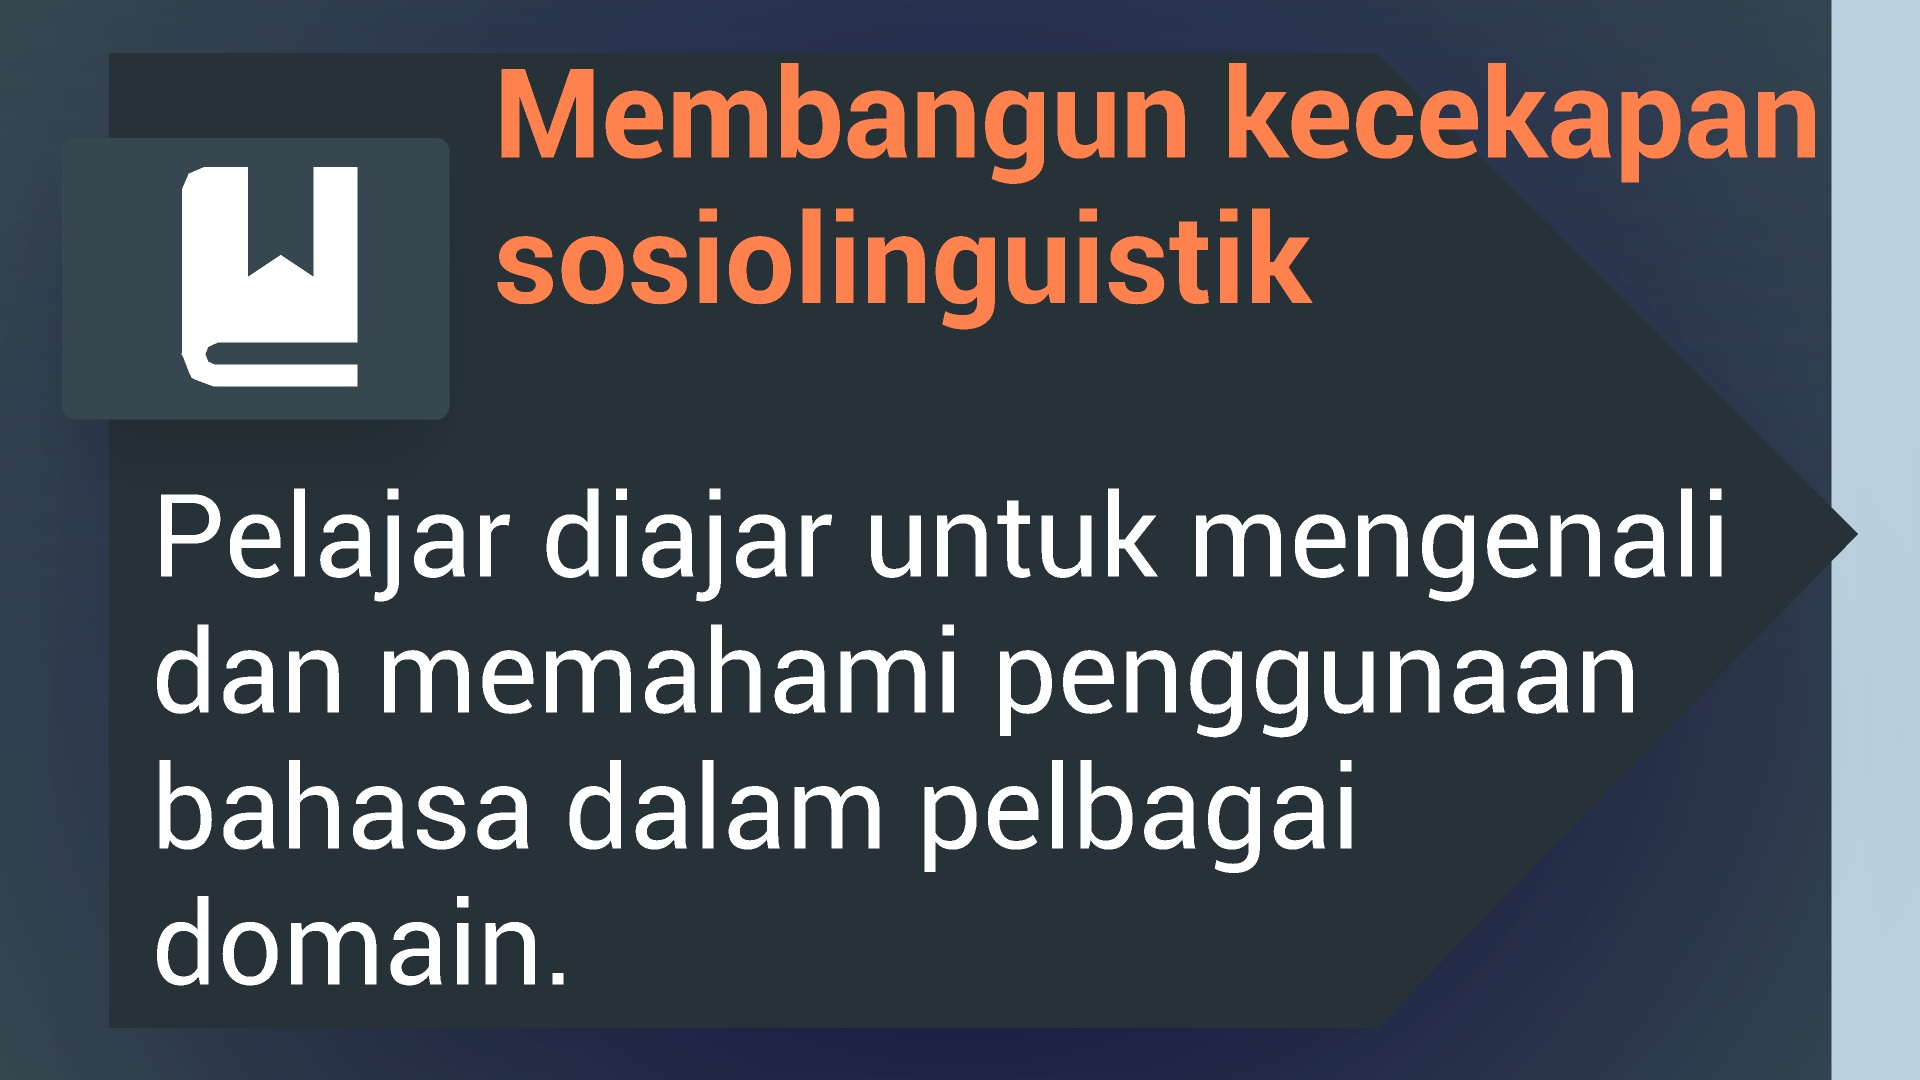 Membangun kecekapan
sosiolinguistik
Pelajar diajar untuk mengenali
dan memahami penggunaan
bahasa dalam pelbagai
domain.